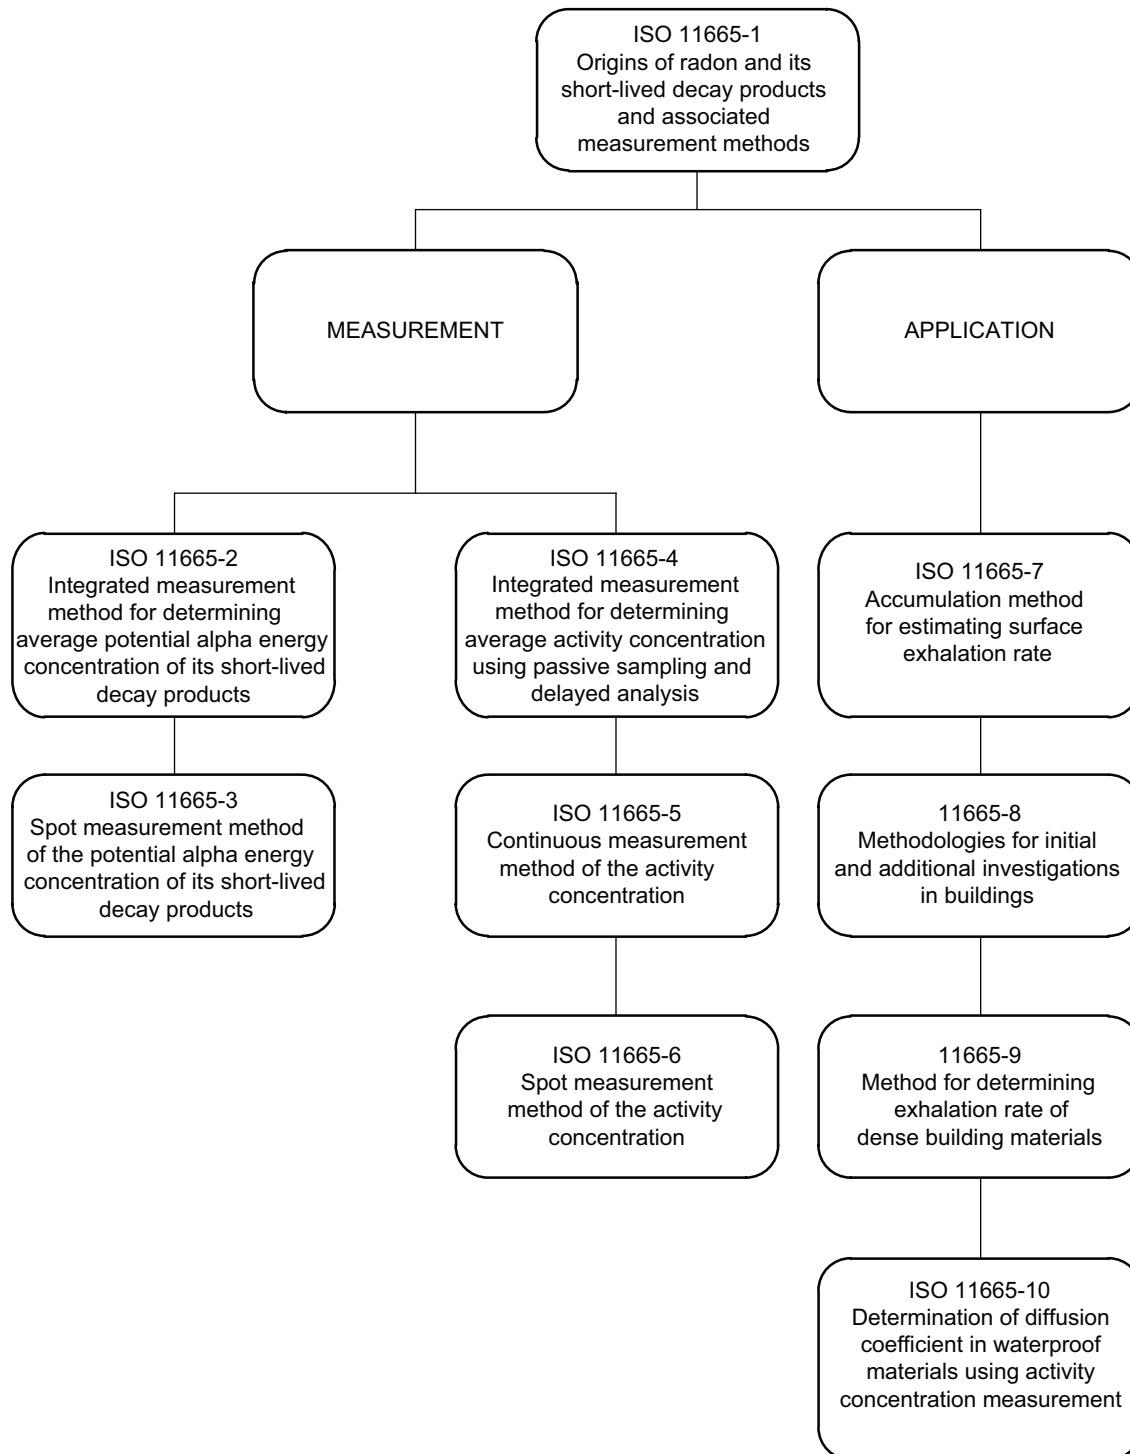 ISO 11665-1
Origins of radon and its
short-lived decay products
and associated
measurement methods
MEASUREMENT
APPLICATION
ISO 11665-2
Integrated measurement
method for determining
average potential alpha energy
concentration of its short-lived
decay products
ISO 11665-4
Integrated measurement
method for determining
average activity concentration
using passive sampling and
delayed analysis
ISO 11665-7
Accumulation method
for estimating surface
exhalation rate
ISO 11665-3
Spot measurement method
of the potential alpha energy
concentration of its short-lived
decay products
ISO 11665-5
Continuous measurement
method of the activity
concentration
11665-8
Methodologies for initial
and additional investigations
in buildings
ISO 11665-6
Spot measurement
method of the activity
concentration
11665-9
Method for determining
exhalation rate of
dense building materials
ISO 11665-10
Determination of diffusion
coefficient in waterproof
materials using activity
concentration measurement